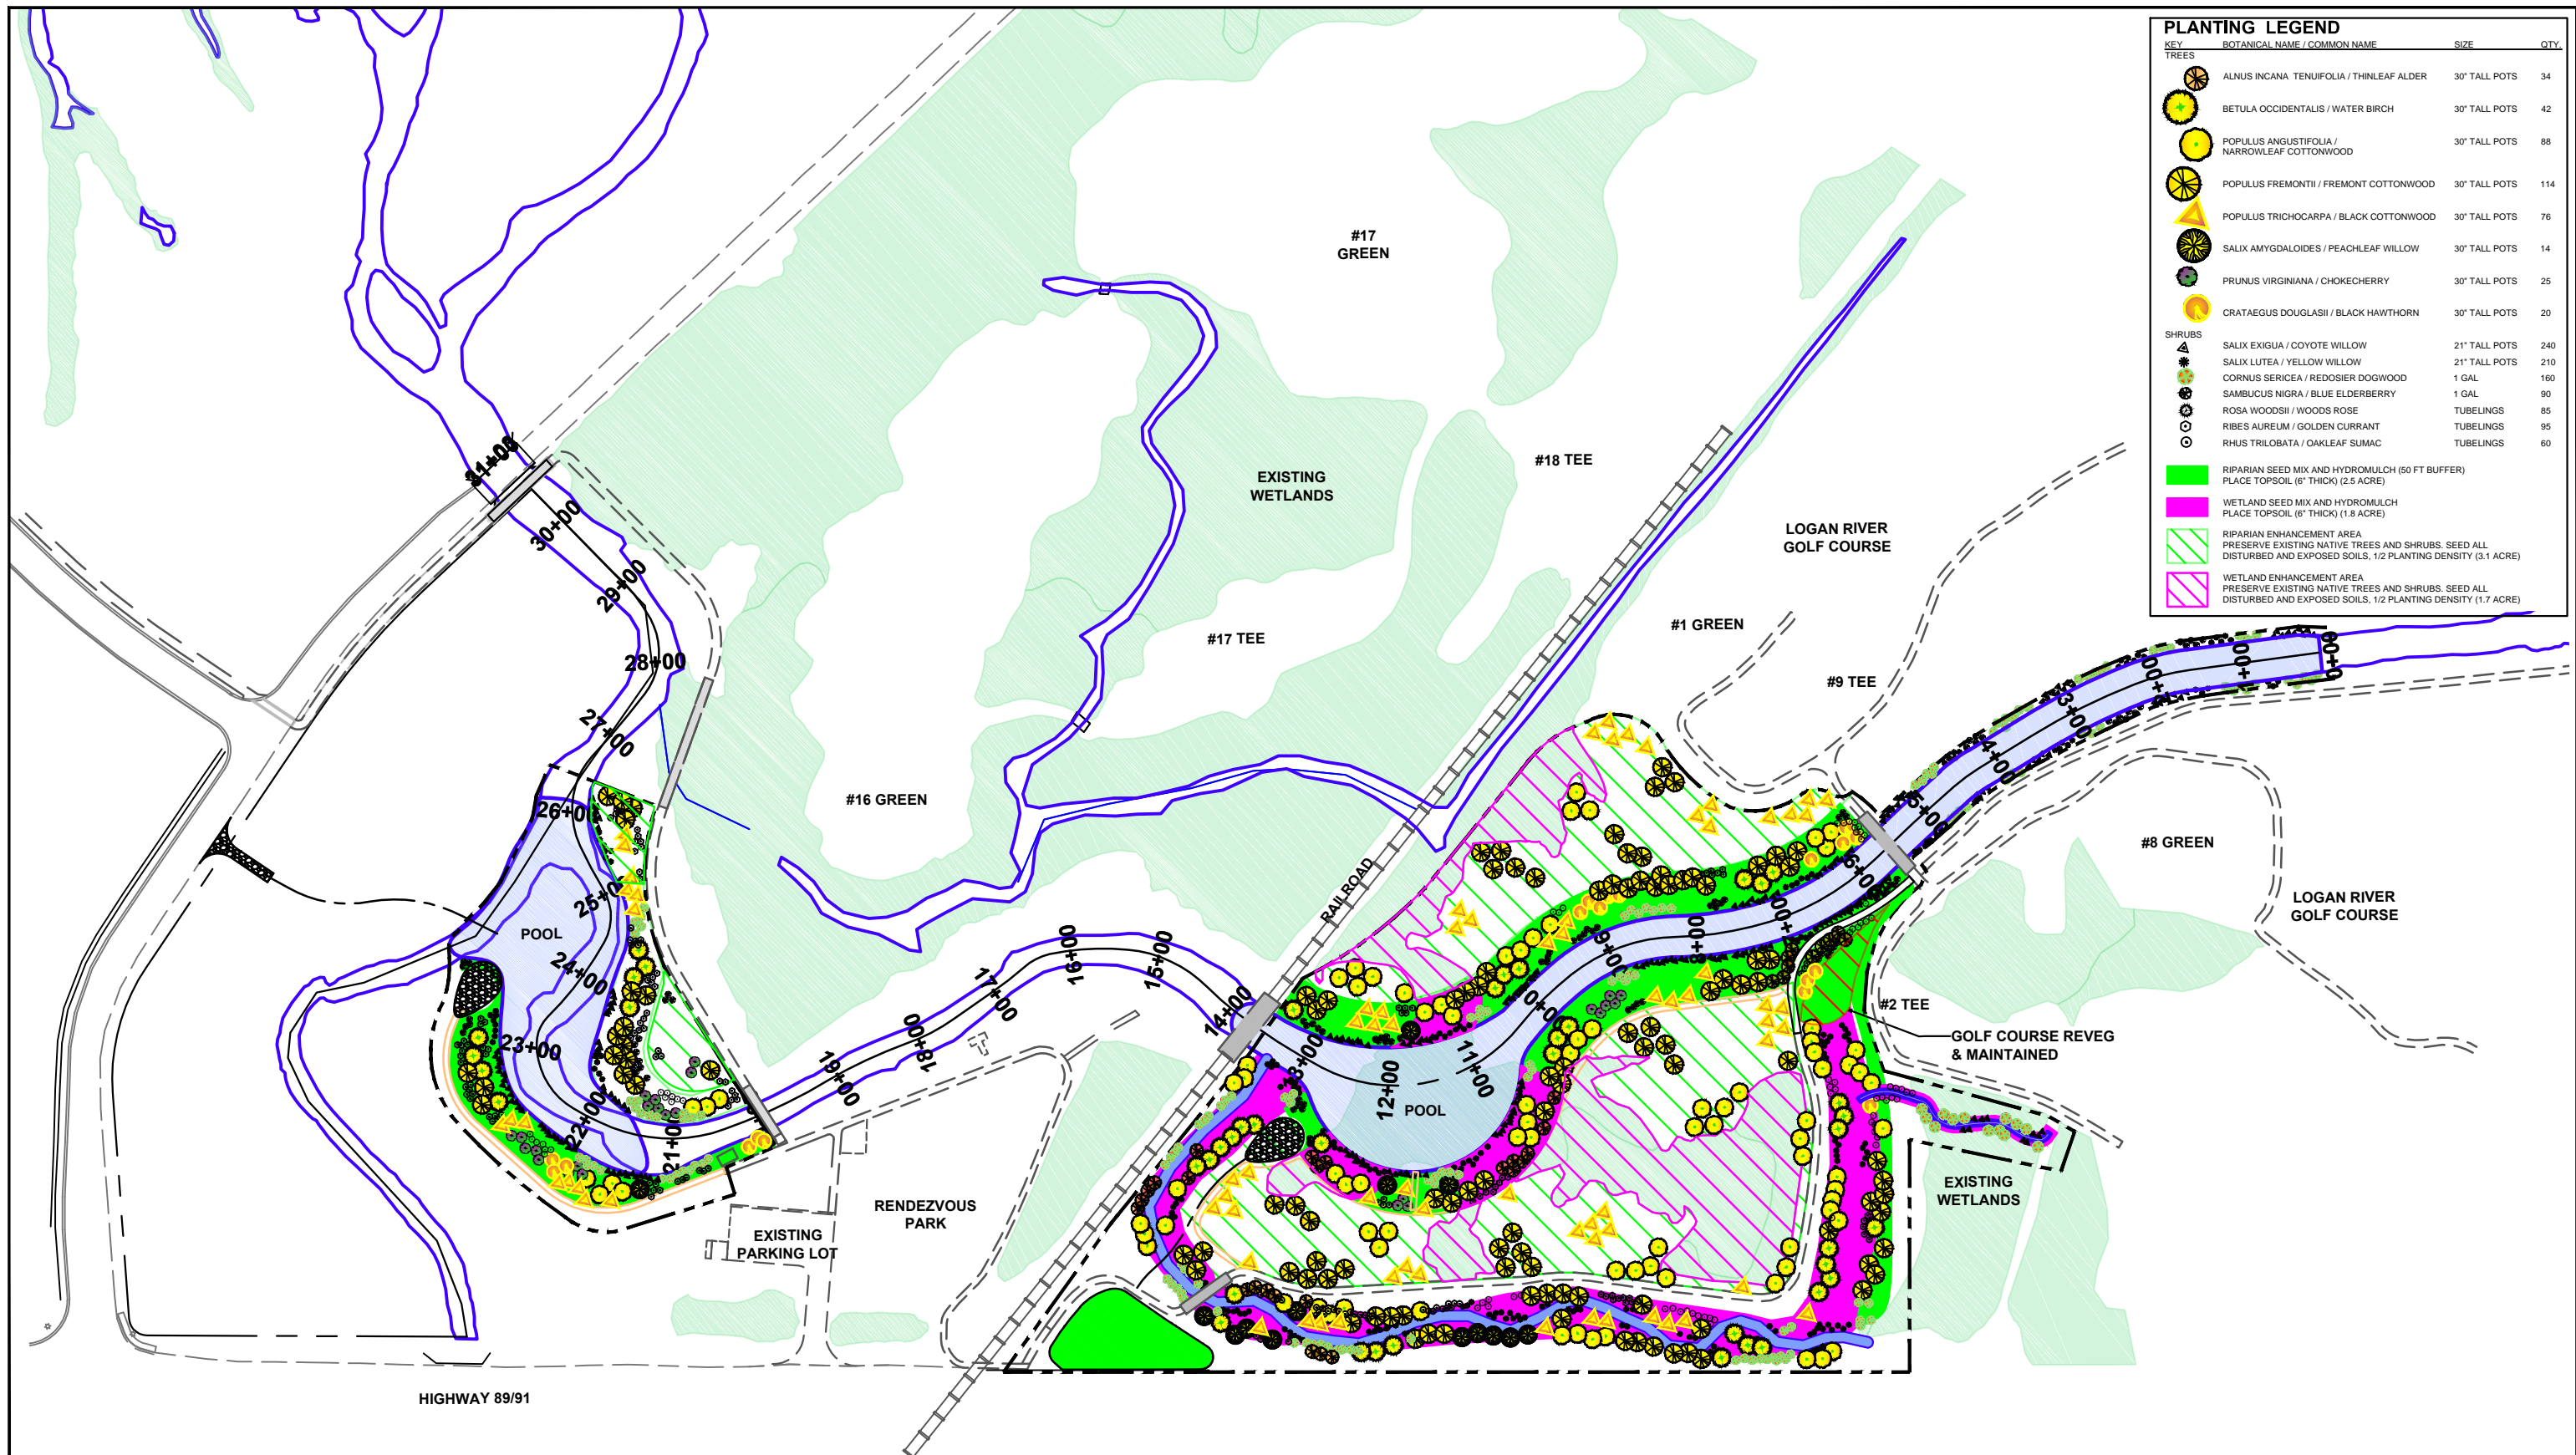 PLANTING LEGEND
KEY BOTANICAL NAME / COMMON NAME SIZE QTY.
TREES
ALNUS INCANA TENUIFOLIA / THINLEAF ALDER 30" TALL POTS 34
BETULA OCCIDENTALIS / WATER BIRCH 30" TALL POTS 42
POPULUS ANGUSTIFOLIA / 30" TALL POTS 88
NARROWLEAF COTTONWOOD
POPULUS FREMONTII / FREMONT COTTONWOOD 30" TALL POTS 114
POPULUS TRICHOCARPA / BLACK COTTONWOOD 30" TALL POTS 76
SALIX AMYGDALOIDES / PEACHLEAF WILLOW 30" TALL POTS 14
PRUNUS VIRGINIANA / CHOKECHERRY 30" TALL POTS 25
CRATAEGUS DOUGLASII / BLACK HAWTHORN 30" TALL POTS 20
SHRUBS
SALIX EXIGUA / COYOTE WILLOW 21" TALL POTS 240
SALIX LUTEA / YELLOW WILLOW 21" TALL POTS 210
CORNUS SERICEA / REDOSIER DOGWOOD 1 GAL 160
SAMBUCUS NIGRA / BLUE ELDERBERRY 1 GAL 90
ROSA WOODSII / WOODS ROSE TUBELINGS 85
RIBES AUREUM / GOLDEN CURRANT TUBELINGS 95
RHUS TRILOBATA / OAKLEAF SUMAC TUBELINGS 60
RIPARIAN SEED MIX AND HYDROMULCH (50 FT BUFFER)
PLACE TOPSOIL (6" THICK) (2.5 ACRE)
WETLAND SEED MIX AND HYDROMULCH
PLACE TOPSOIL (6" THICK) (1.8 ACRE)
RIPARIAN ENHANCEMENT AREA
PRESERVE EXISTING NATIVE TREES AND SHRUBS. SEED ALL
DISTURBED AND EXPOSED SOILS, 1/2 PLANTING DENSITY (3.1 ACRE)
WETLAND ENHANCEMENT AREA
PRESERVE EXISTING NATIVE TREES AND SHRUBS. SEED ALL
DISTURBED AND EXPOSED SOILS, 1/2 PLANTING DENSITY (1.7 ACRE)
#17
GREEN
#18 TEE
EXISTING
WETLANDS
LOGAN RIVER
GOLF COURSE
#17 TEE
#1 GREEN
#9 TEE
#16 GREEN
#8 GREEN
LOGAN RIVER
GOLF COURSE
RAILROAD
#2 TEE
GOLF COURSE REVEG
& MAINTAINED
EXISTING
WETLANDS
POOL
POOL
RENDEZVOUS
PARK
EXISTING
PARKING LOT
HIGHWAY 89/91
30+00
29+00
28+00
27+00
24+00
23+00
22+00
19+00
18+00
17+00
16+00
15+00
14+00
12+00
11+00
8+00
5+00
4+00
3+00